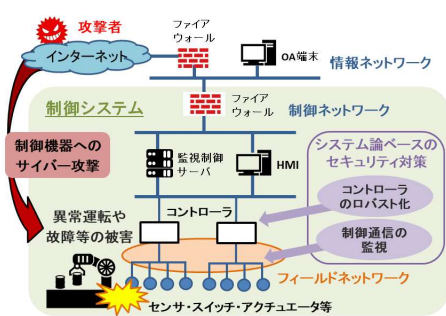 攻撃者
ファイア
ウォール
インターネット
OA端末
情報ネットワーク
制御システム
ファイア
ウォール
制御ネットワーク
制御機器への
サイバー攻撃
監視制御
サーバ
HMI
システム論ベースの
セキュリティ対策
コントローラ
のロバスト化
異常運転や
故障等の被害
コントローラ
制御通信の
監視
フィールドネットワーク
センサ・スイッチ・アクチュエータ等